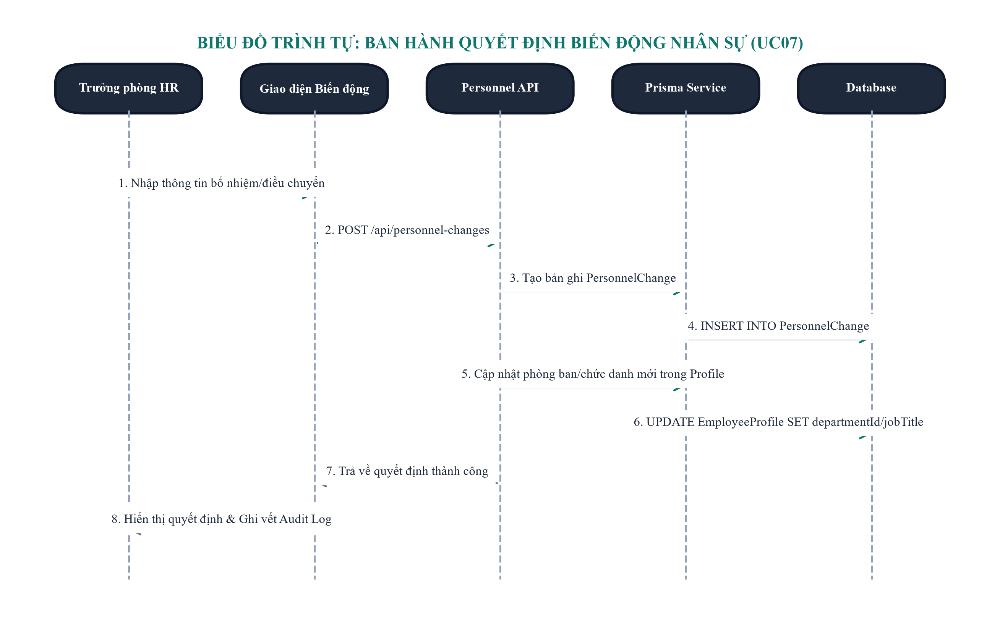 BIỂU ĐỒ TRÌNH TỰ: BAN HÀNH QUYẾT ĐỊNH BIẾN ĐỘNG NHÂN SỰ (UC07)
Trưởng phòng HR
Giao diện Biến động
Personnel API
Prisma Service
Database
1. Nhập thông tin bổ nhiệm/điều chuyển
2. POST /api/personnel-changes
3. Tạo bản ghi PersonnelChange
4. INSERT INTO PersonnelChange
5. Cập nhật phòng ban/chức danh mới trong Profile
6. UPDATE EmployeeProfile SET departmentId/jobTitle
7. Trả về quyết định thành công
8. Hiển thị quyết định & Ghi vết Audit Log